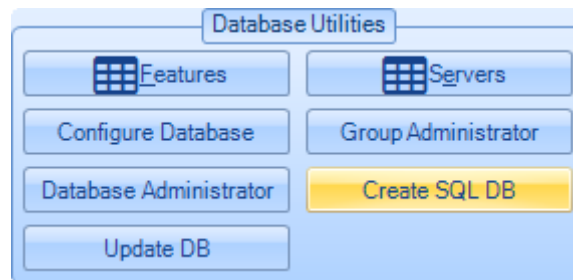 Database Utilities
Features
Servers
Configure Database
Group Administrator
Database Administrator
Create SQL DB
Update DB